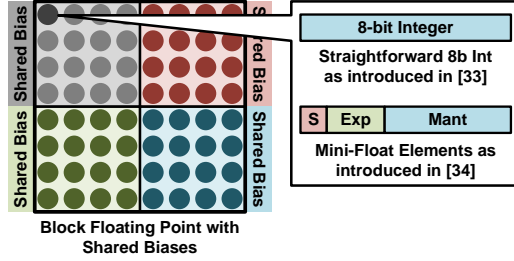 Shared Bias
Shared Bias
Shared Bias
Shared Bias
Block Floating Point with
Shared Biases
8-bit Integer
Straightforward 8b Int
as introduced in [33]
S Exp Mant
Mini-Float Elements as
introduced in [34]